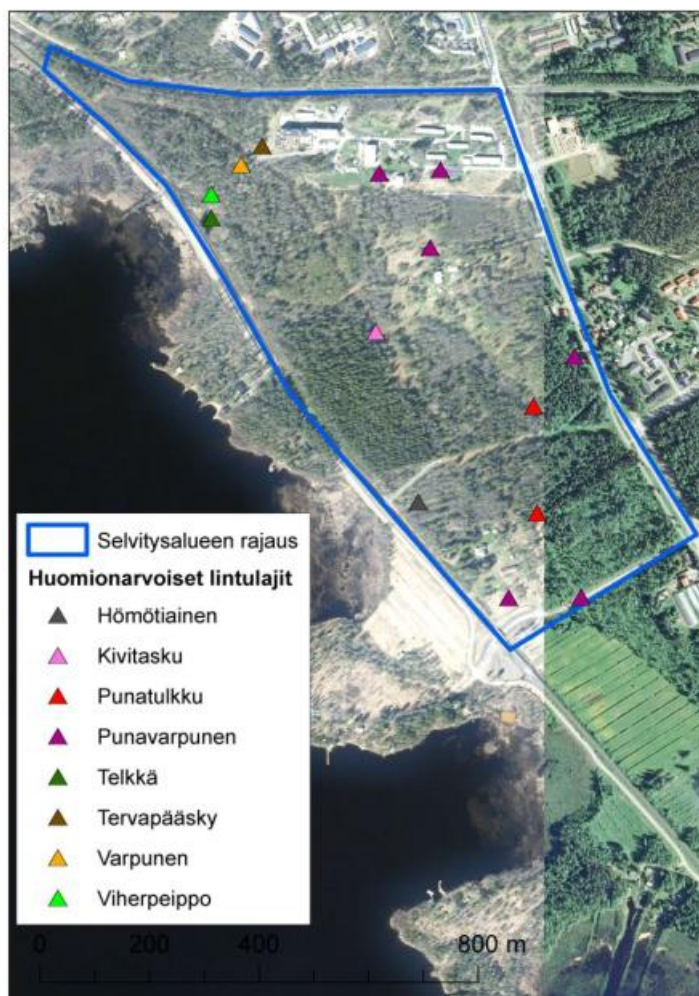 Selvitysalueen rajaus
Huomionarvoiset lintulajit
Hömötiainen
Kivitasku
Punatulkku
Punavarpunen
Telkkä
Tervapääsky
Varpunen
Viherpeippo
0 200 400 800 m